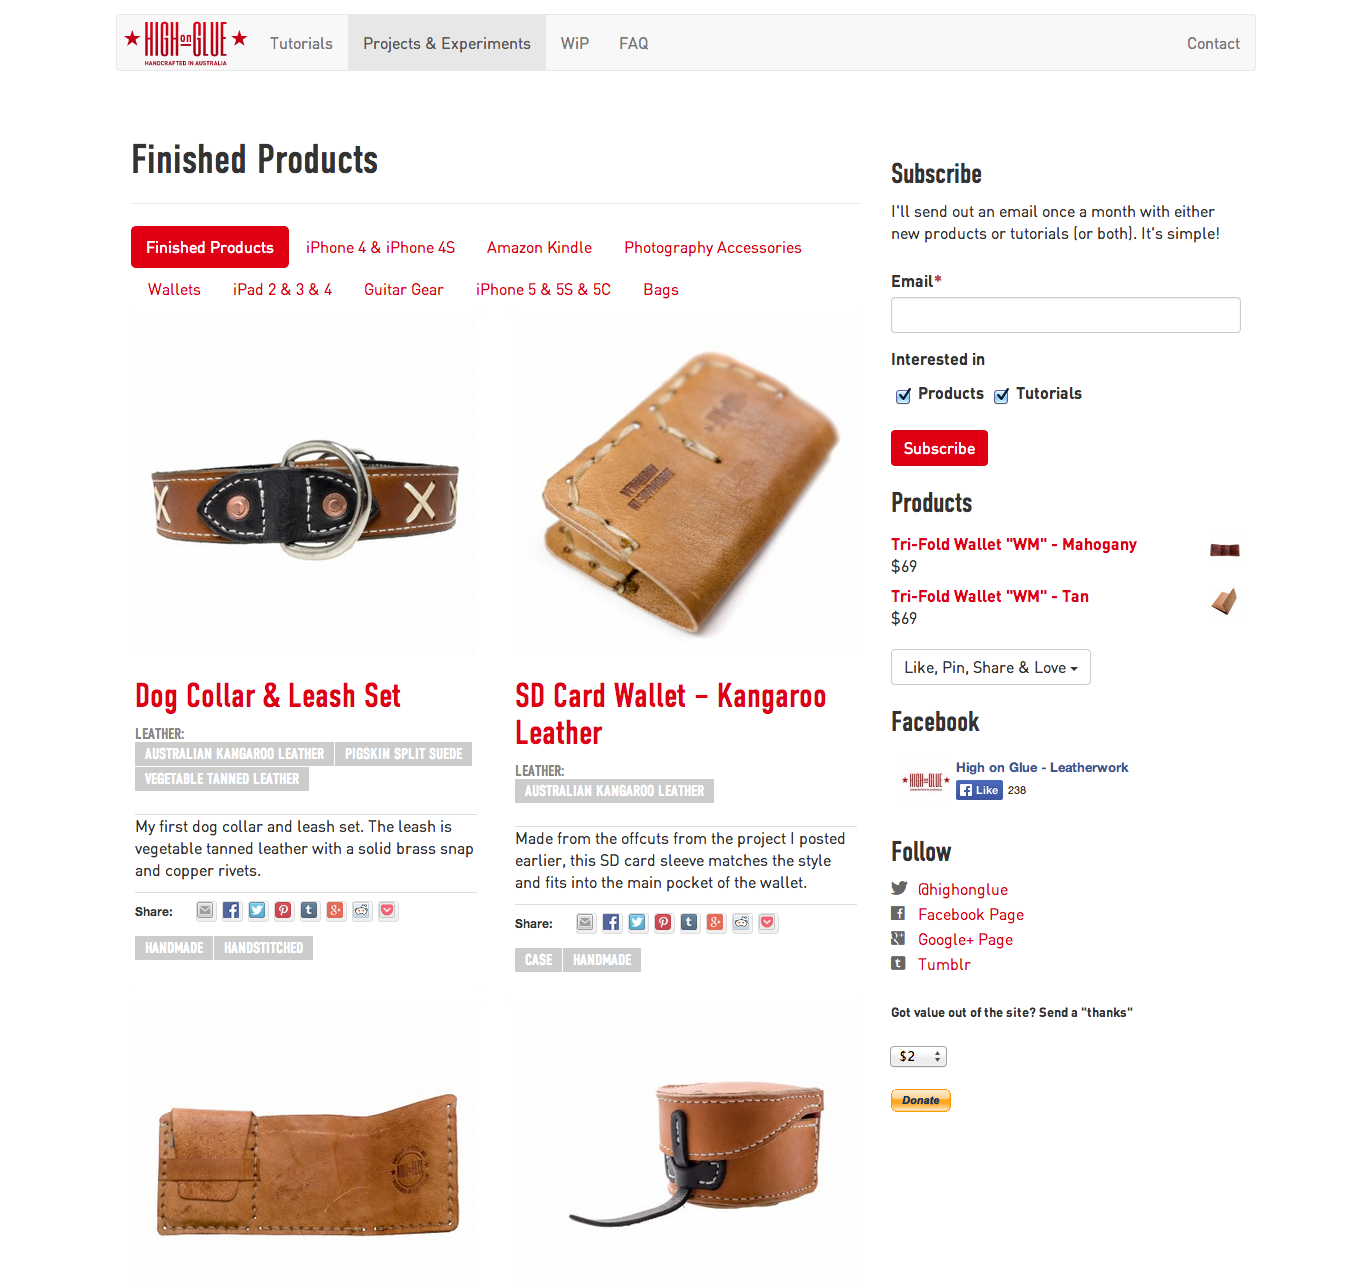 HIGH on GLUE
HANDCRAFTED IN AUSTRALIA
Tutorials
Projects & Experiments
WiP
FAQ
Contact
Finished Products
Finished Products
iPhone 4 & iPhone 4S
Amazon Kindle
Photography Accessories
Wallets
iPad 2 & 3 & 4
Guitar Gear
iPhone 5 & 5S & 5C
Bags
Dog Collar & Leash Set
LEATHER:
AUSTRALIAN KANGAROO LEATHER
PIGSKIN SPLIT SUEDE
VEGETABLE TANNED LEATHER
My first dog collar and leash set. The leash is
vegetable tanned leather with a solid brass snap
and copper rivets.
Share:
HANDMADE
HANDSTITCHED
SD Card Wallet – Kangaroo
Leather
LEATHER:
AUSTRALIAN KANGAROO LEATHER
Made from the offcuts from the project I posted
earlier, this SD card sleeve matches the style
and fits into the main pocket of the wallet.
Share:
CASE
HANDMADE
HIGH on GLUE
Subscribe
I'll send out an email once a month with either
new products or tutorials (or both). It's simple!
Email*
Interested in
Products
Tutorials
Subscribe
Products
Tri-Fold Wallet "WM" - Mahogany
$69
Tri-Fold Wallet "WM" - Tan
$69
Like, Pin, Share & Love
Facebook
HIGH on GLUE
High on Glue - Leatherwork
Like
238
Follow
@highonglue
Facebook Page
Google+ Page
Tumblr
Got value out of the site? Send a "thanks"
$2
Donate